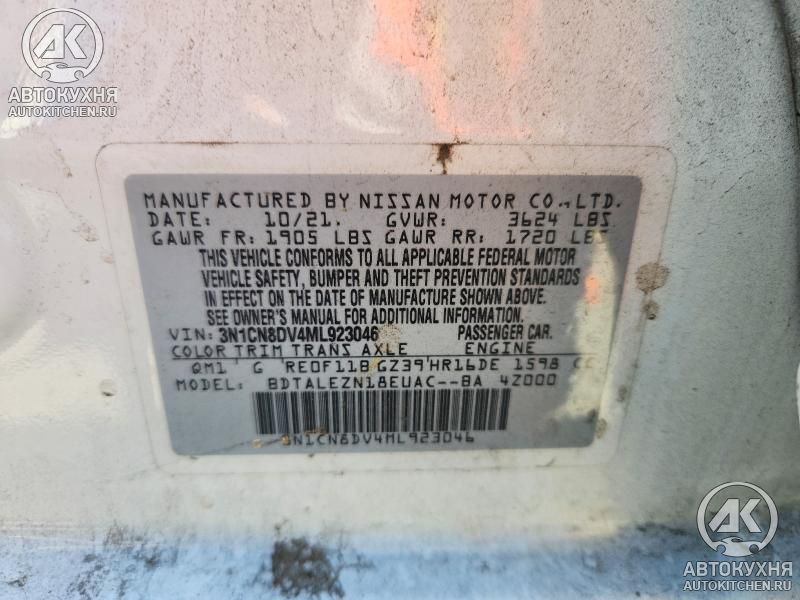 AK
АВТОКУХНЯ
AUTOKITCHEN.RU
MANUFACTURED BY NISSAN MOTOR CO.,LTD.
DATE: 10/21. GVWR: 3624 LBS
GAWR FR: 1905 LBS GAWR RR: 1720 LBS
THIS VEHICLE CONFORMS TO ALL APPLICABLE FEDERAL MOTOR
VEHICLE SAFETY, BUMPER AND THEFT PREVENTION STANDARDS
IN EFFECT ON THE DATE OF MANUFACTURE SHOWN ABOVE.
SEE OWNER'S MANUAL FOR ADDITIONAL INFORMATION
VIN: 3N1CN8DV4ML923046 PASSENGER CAR.
COLOR TRIM TRANS AXLE ENGINE
QM1 G RE0F11B GZ39 HR16DE 1598 CC
BDTALEZN18EUAC--BA 4Z000
3N1CN8DV4ML923046
AK
АВТОКУХНЯ
AUTOKITCHEN.RU